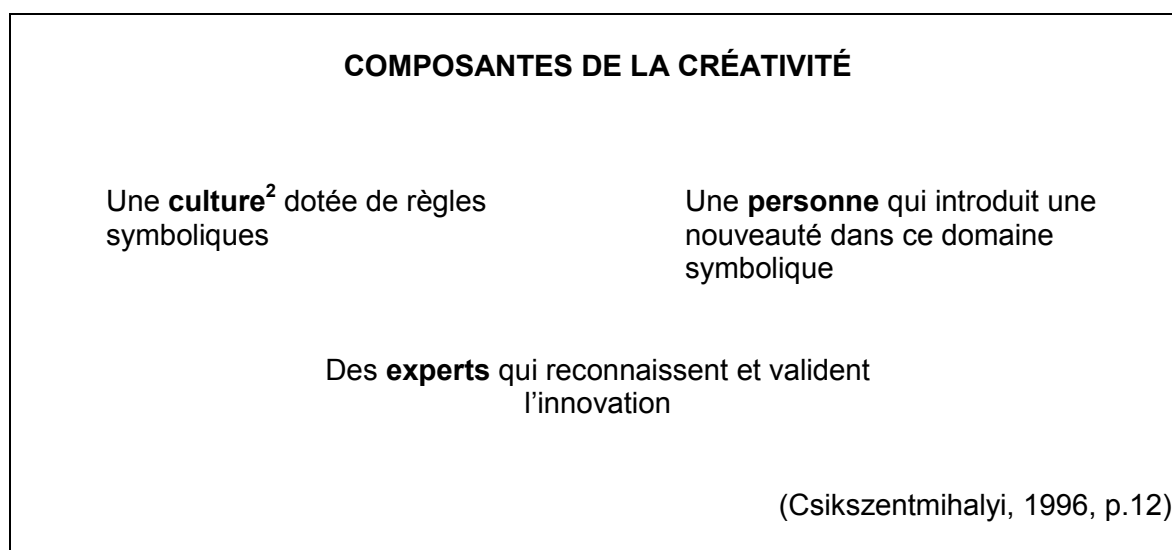 COMPOSANTES DE LA CRÉATIVITÉ
Une culture² dotée de règles
symboliques
Une personne qui introduit une
nouveauté dans ce domaine
symbolique
Des experts qui reconnaissent et valident
l’innovation
(Csikszentmihalyi, 1996, p.12)